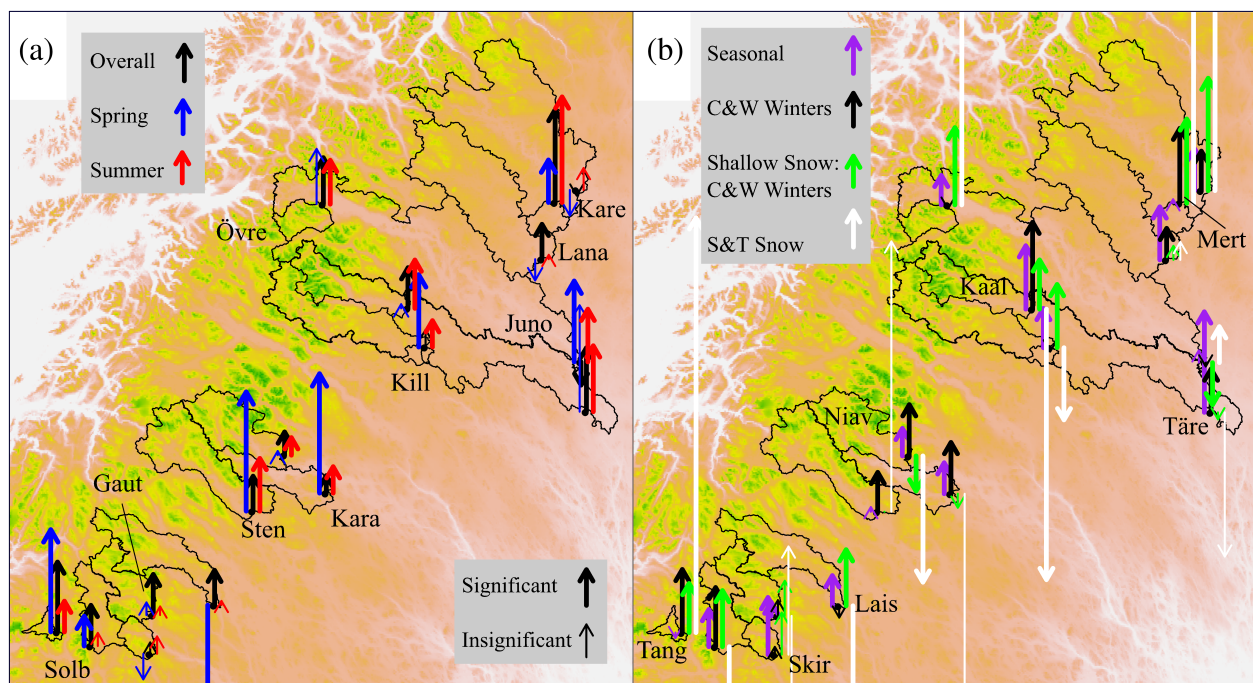 (a)
Overall
Spring
Summer
Övre
Kare
Lana
Juno
Kill
Gaut
Sten
Kara
Solb
Significant
Insignificant
(b)
Seasonal
C&W Winters
Shallow Snow:
C&W Winters
S&T Snow
Mert
Kaal
Täre
Niav
Lais
Tang
Skir